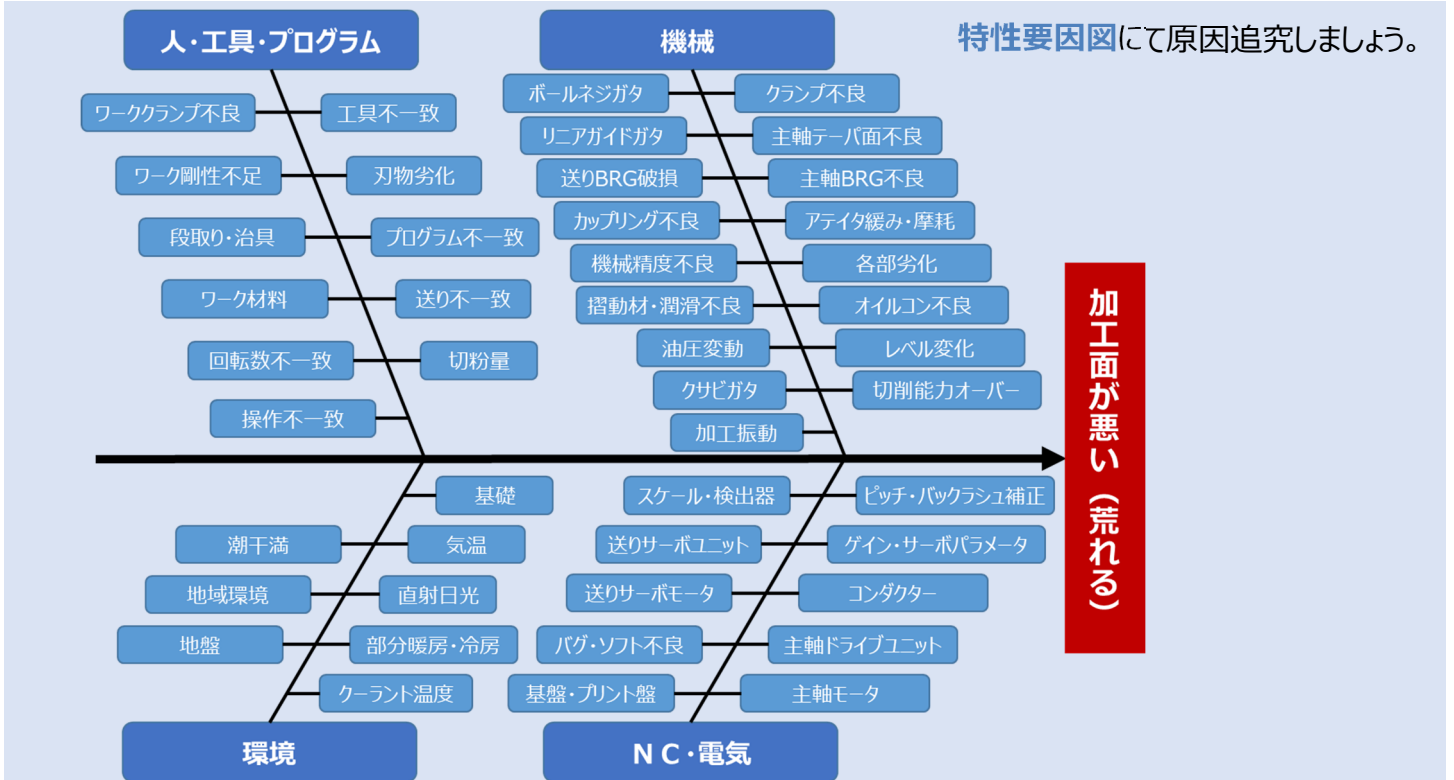 特性要因図にて原因追究しましょう。
人・工具・プログラム
ワーククランプ不良
工具不一致
ワーク剛性不足
刃物劣化
段取り・治具
プログラム不一致
ワーク材料
送り不一致
回転数不一致
切粉量
操作不一致
機械
ボールネジガタ
クランプ不良
リニアガイドガタ
主軸テーパ面不良
送りBRG破損
主軸BRG不良
カップリング不良
アテイタ緩み・摩耗
機械精度不良
各部劣化
摺動材・潤滑不良
オイルコン不良
油圧変動
レベル変化
クサビガタ
切削能力オーバー
加工振動
加工面が悪い（荒れる）
基礎
潮干満
気温
地域環境
直射日光
地盤
部分暖房・冷房
クーラント温度
環境
スケール・検出器
ピッチ・バックラシュ補正
送りサーボユニット
ゲイン・サーボパラメータ
送りサーボモータ
コンダクター
バグ・ソフト不良
主軸ドライブユニット
基盤・プリント盤
主軸モータ
ＮＣ・電気